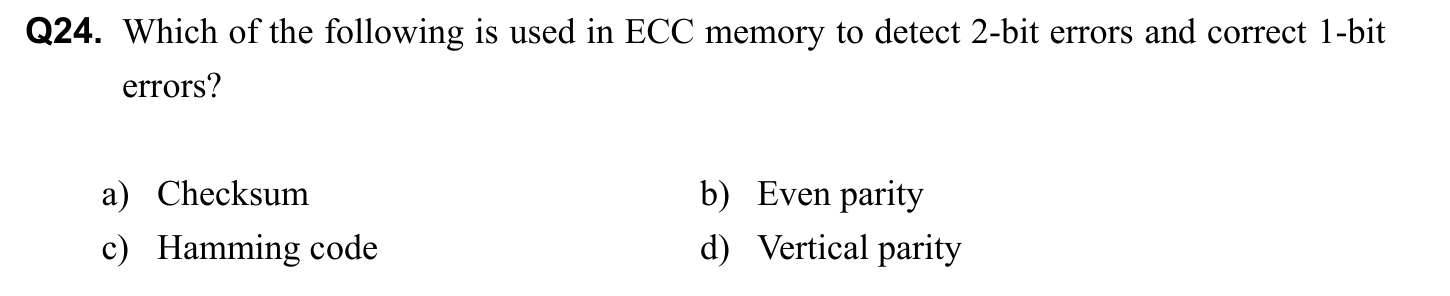 Q24. Which of the following is used in ECC memory to detect 2-bit errors and correct 1-bit
errors?
a) Checksum b) Even parity
c) Hamming code d) Vertical parity